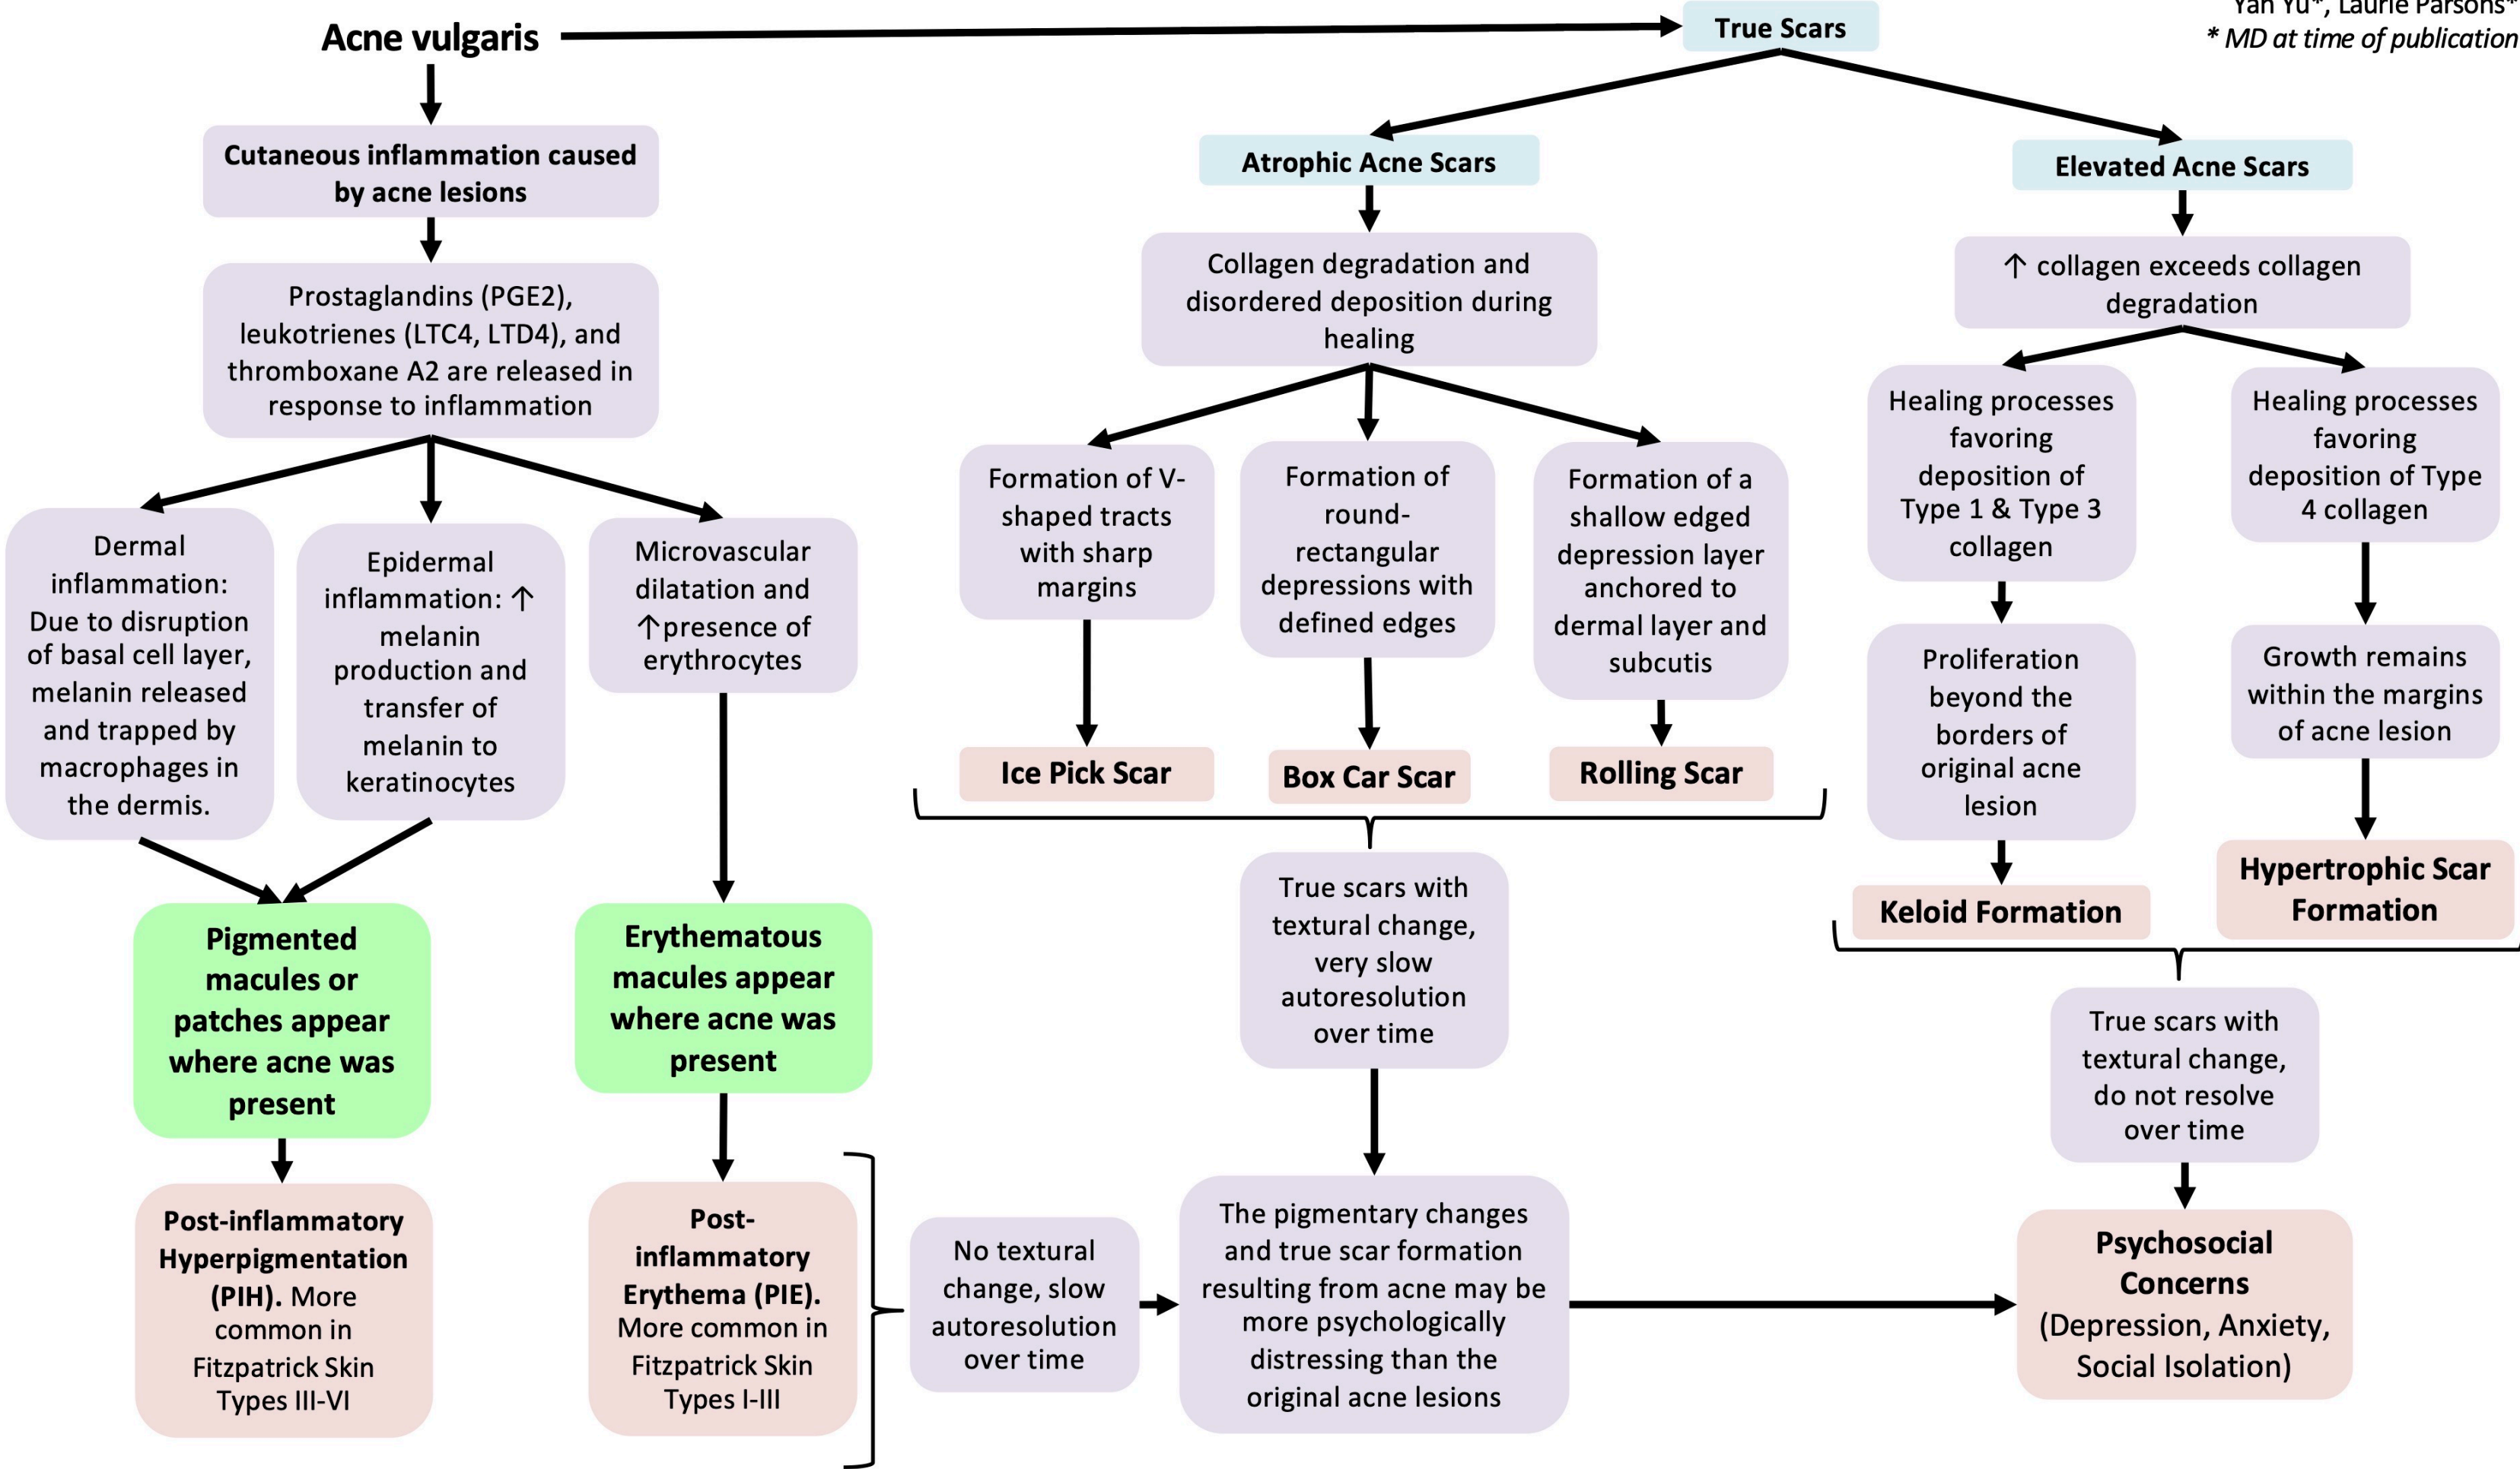 Yan Yu*, Laurie Parsons*
* MD at time of publication
Acne vulgaris
True Scars
Cutaneous inflammation caused
by acne lesions
Prostaglandins (PGE2),
leukotrienes (LTC4, LTD4), and
thromboxane A2 are released in
response to inflammation
Dermal
inflammation:
Due to disruption
of basal cell layer,
melanin released
and trapped by
macrophages in
the dermis.
Epidermal
inflammation: ↑
melanin
production and
transfer of
melanin to
keratinocytes
Microvascular
dilatation and
↑presence of
erythrocytes
Pigmented
macules or
patches appear
where acne was
present
Erythematous
macules appear
where acne was
present
Post-inflammatory
Hyperpigmentation
(PIH). More
common in
Fitzpatrick Skin
Types III-VI
Post-
inflammatory
Erythema (PIE).
More common in
Fitzpatrick Skin
Types I-III
No textural
change, slow
autoresolution
over time
Atrophic Acne Scars
Collagen degradation and
disordered deposition during
healing
Formation of V-
shaped tracts
with sharp
margins
Formation of
round-
rectangular
depressions with
defined edges
Formation of a
shallow edged
depression layer
anchored to
dermal layer and
subcutis
Ice Pick Scar
Box Car Scar
Rolling Scar
True scars with
textural change,
very slow
autoresolution
over time
The pigmentary changes
and true scar formation
resulting from acne may be
more psychologically
distressing than the
original acne lesions
Elevated Acne Scars
↑ collagen exceeds collagen
degradation
Healing processes
favoring
deposition of
Type 1 & Type 3
collagen
Healing processes
favoring
deposition of Type
4 collagen
Proliferation
beyond the
borders of
original acne
lesion
Growth remains
within the margins
of acne lesion
Keloid Formation
Hypertrophic Scar
Formation
True scars with
textural change,
do not resolve
over time
Psychosocial
Concerns
(Depression, Anxiety,
Social Isolation)